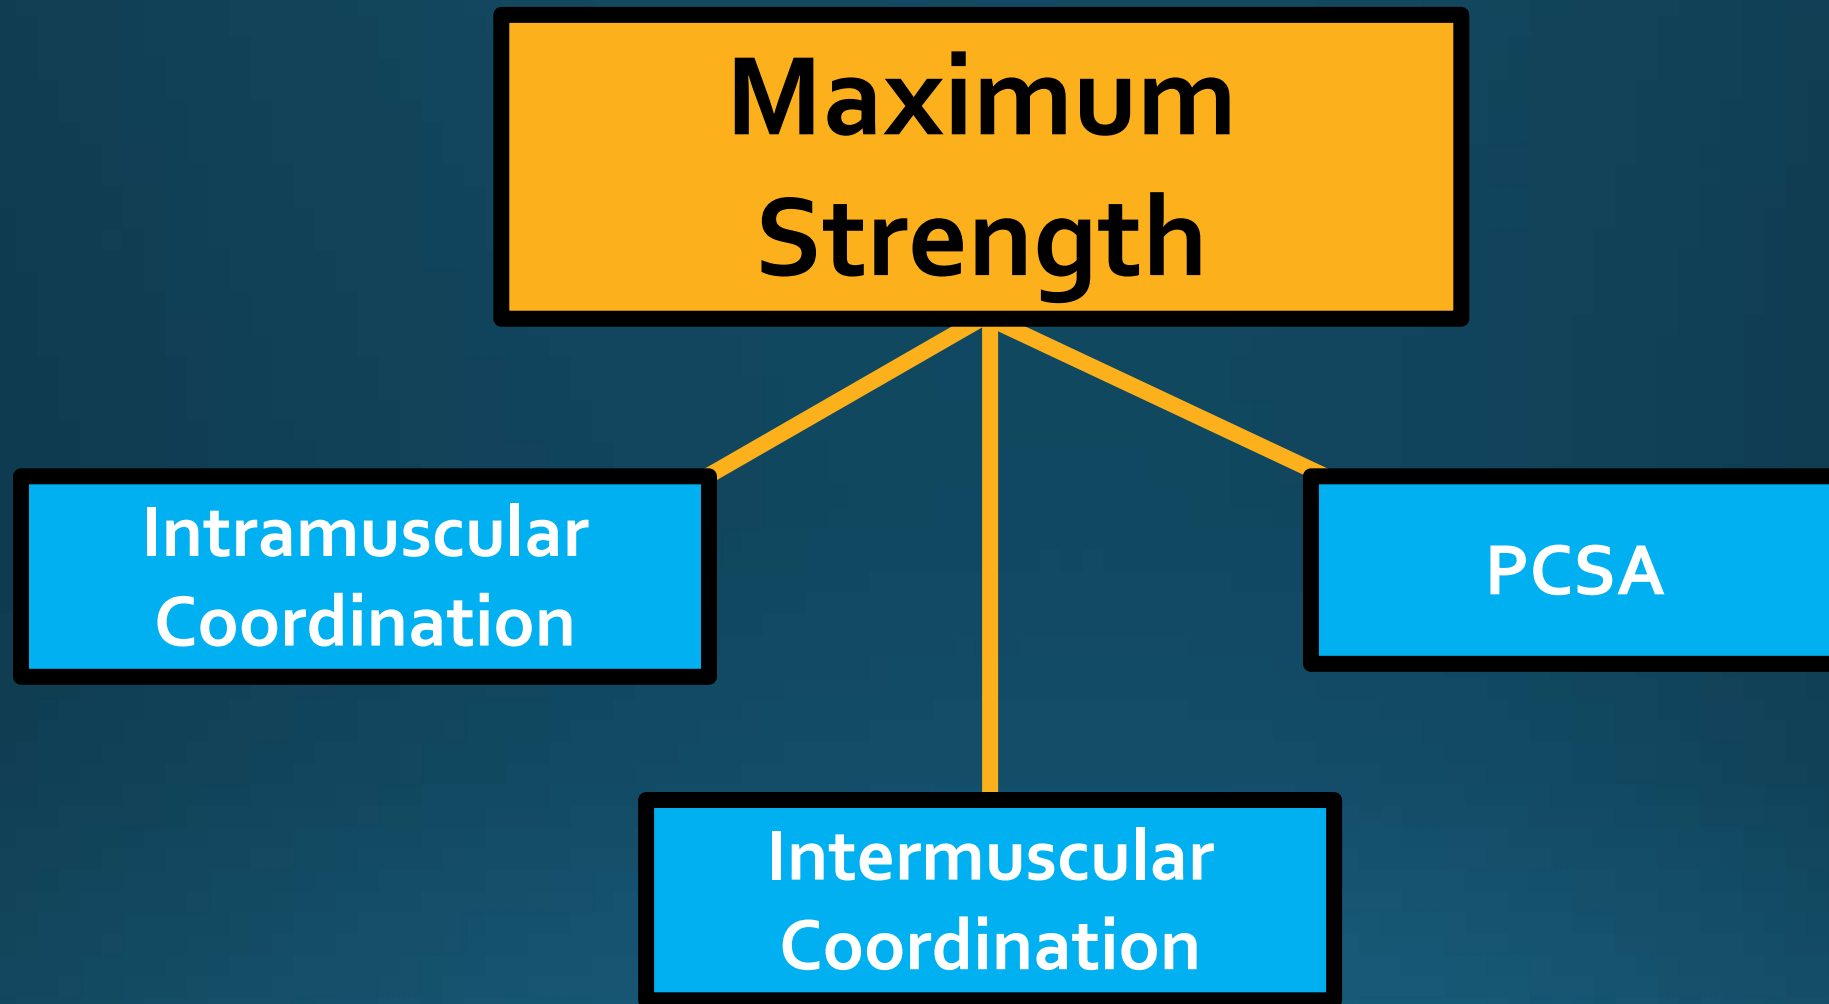 Maximum
Strength
Intramuscular
Coordination
PCSA
Intermuscular
Coordination